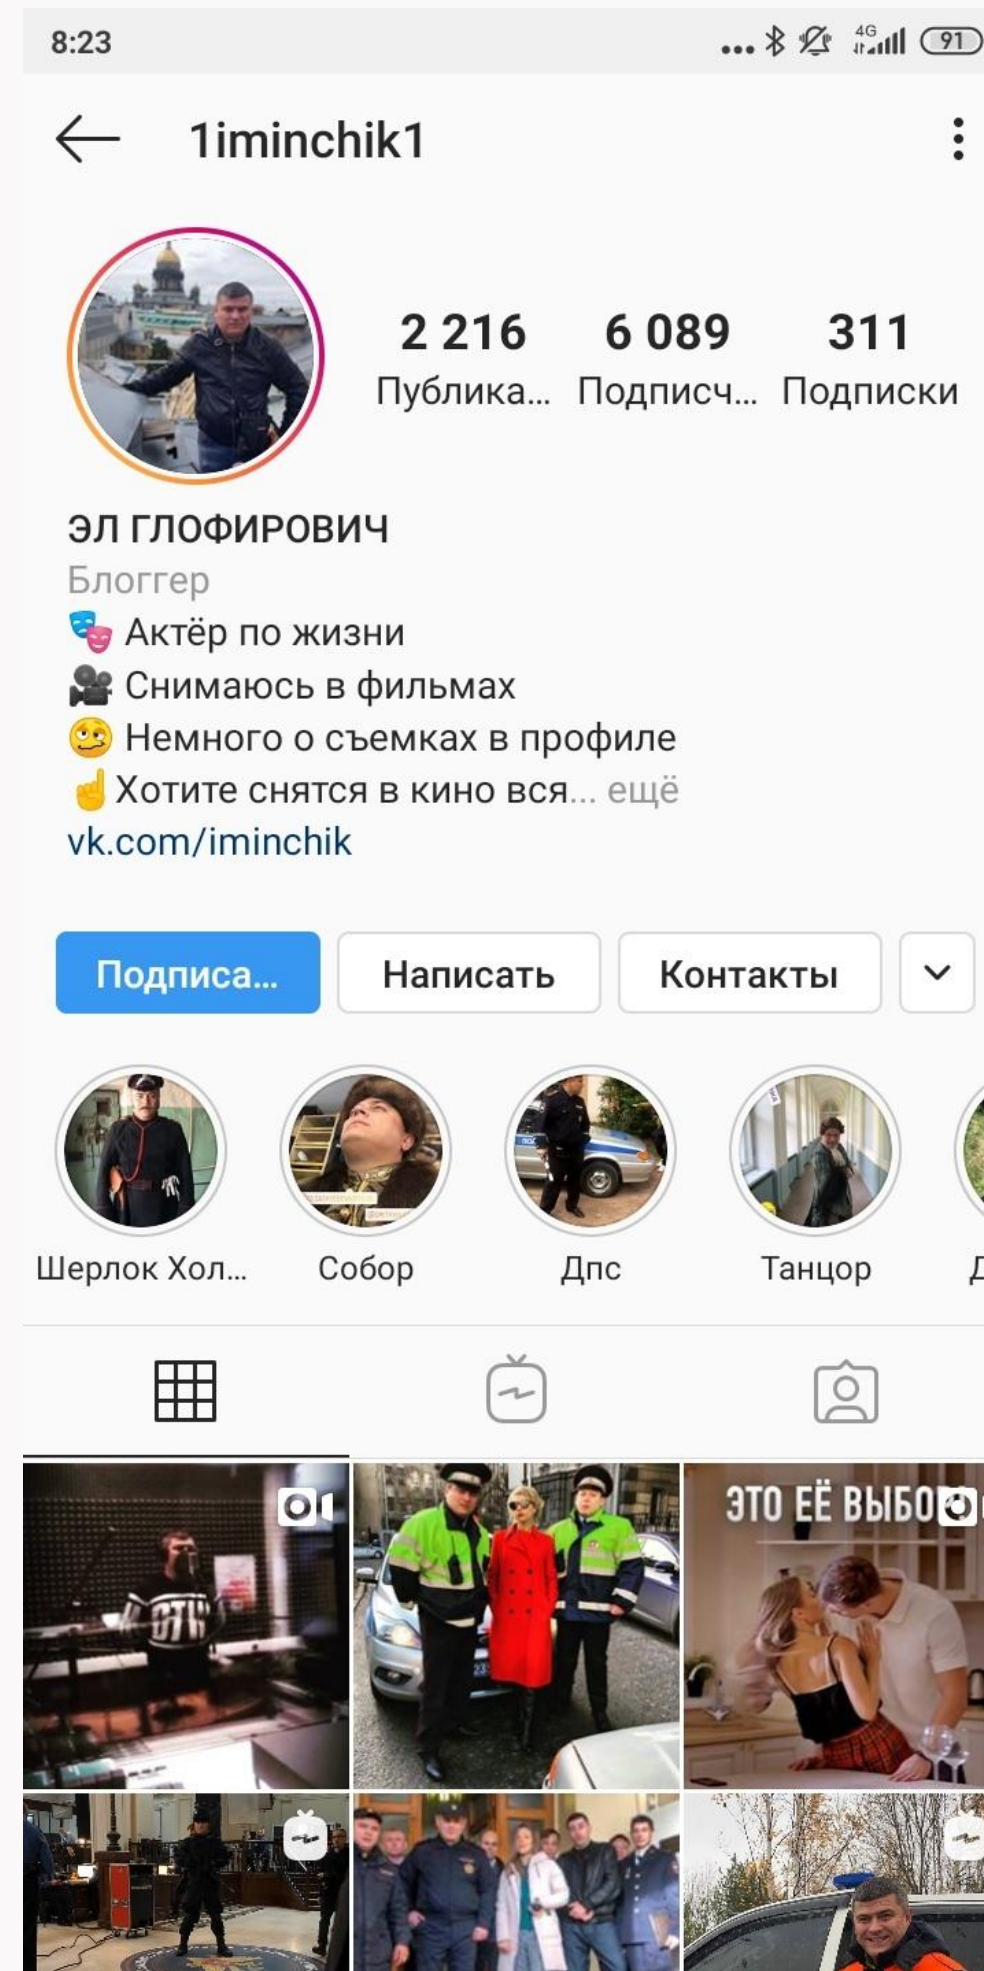 8:23
4G
91
1iminchik1
2 216
6 089
311
Публика...
Подписч...
Подписки
ЭЛ ГЛОФИРОВИЧ
Блоггер
Актёр по жизни
Снимаюсь в фильмах
Немного о съемках в профиле
Хотите снятся в кино вся... ещё
vk.com/iminchik
Подписа...
Написать
Контакты
Шерлок Хол...
Собор
Дпс
Танцор
ЭТО ЕЁ ВЫБО